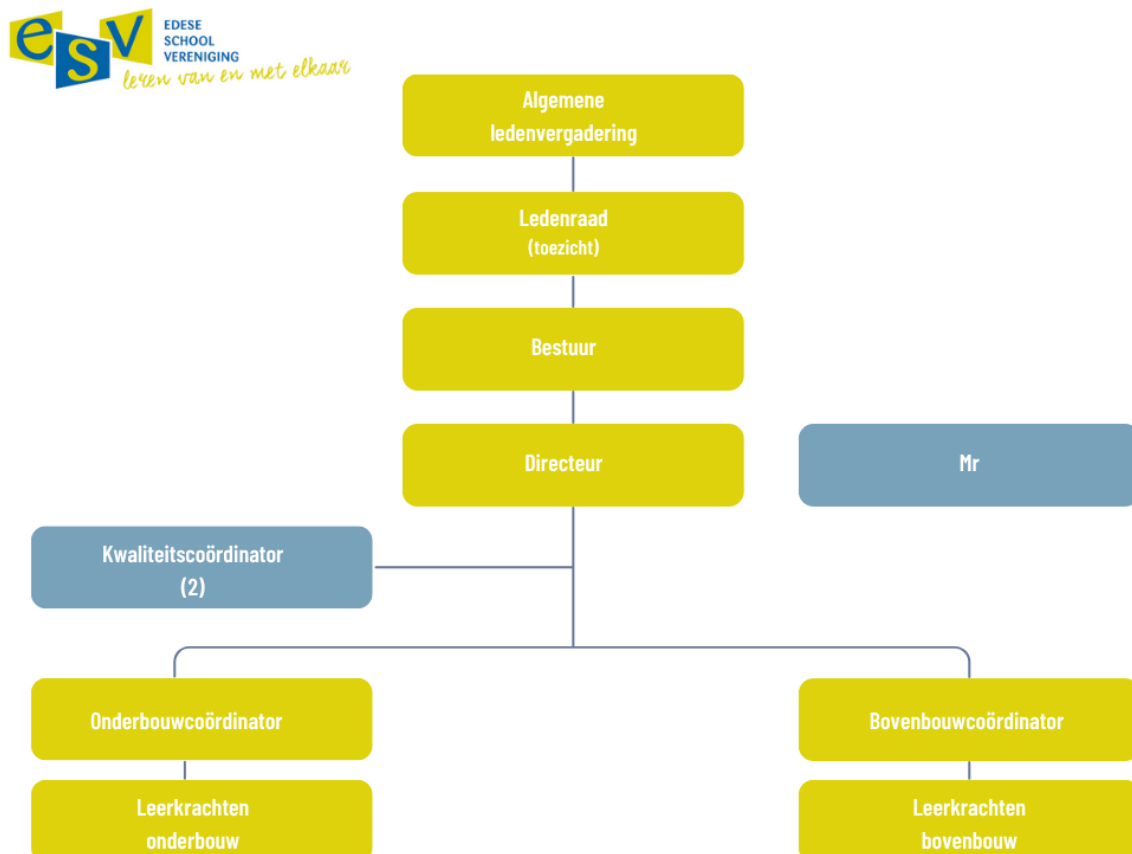 esv
EDESE
SCHOOL
VERENIGING
leren van en met elkaar
Algemene
ledenvergadering
Ledenraad
(toezicht)
Bestuur
Directeur
Mr
Kwaliteitscoördinator
(2)
Onderbouwcoördinator
Bovenbouwcoördinator
Leerkrachten
onderbouw
Leerkrachten
bovenbouw